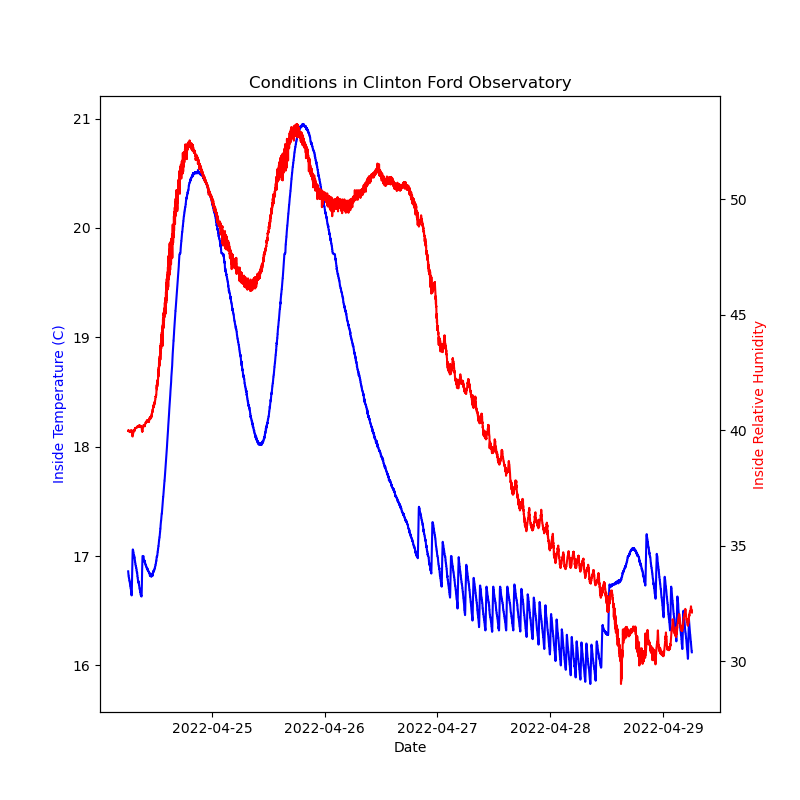 Conditions in Clinton Ford Observatory
21
20
19
18
17
16
Inside Temperature (C)
50
45
40
35
30
Inside Relative Humidity
2022-04-25 2022-04-26 2022-04-27 2022-04-28 2022-04-29
Date